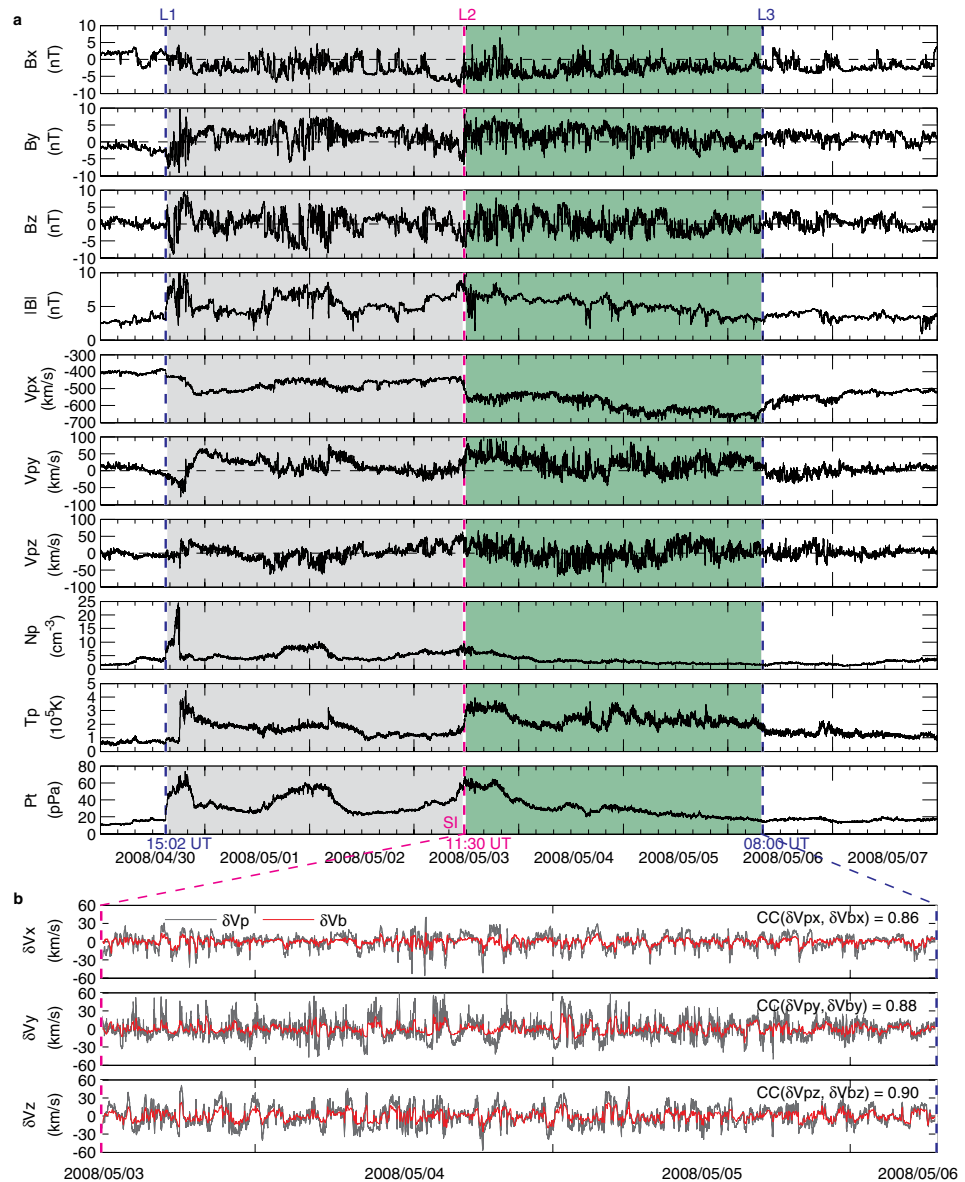 L1 L2 L3
a
10
5
0
-5
-10
Bx
(nT)
10
5
0
-5
-10
By
(nT)
10
5
0
-5
-10
Bz
(nT)
10
5
0
IBI
(nT)
-300
-400
-500
-600
-700
Vpx
(km/s)
100
50
0
-50
-100
Vpy
(km/s)
100
50
0
-50
-100
Vpz
(km/s)
25
20
15
10
5
0
Np
(cm⁻³)
5
4
3
2
1
0
Tp
(10⁵K)
80
60
40
20
0
Pt
(pPa)
SI
15:02 UT 11:30 UT 08:00 UT
2008/04/30 2008/05/01 2008/05/02 2008/05/03 2008/05/04 2008/05/05 2008/05/06 2008/05/07
b
60
30
0
-30
-60
δVx
(km/s)
δVp δVb
CC(δVpx, δVbx) = 0.86
60
30
0
-30
-60
δVy
(km/s)
CC(δVpy, δVby) = 0.88
60
30
0
-30
-60
δVz
(km/s)
CC(δVpz, δVbz) = 0.90
2008/05/03 2008/05/04 2008/05/05 2008/05/06